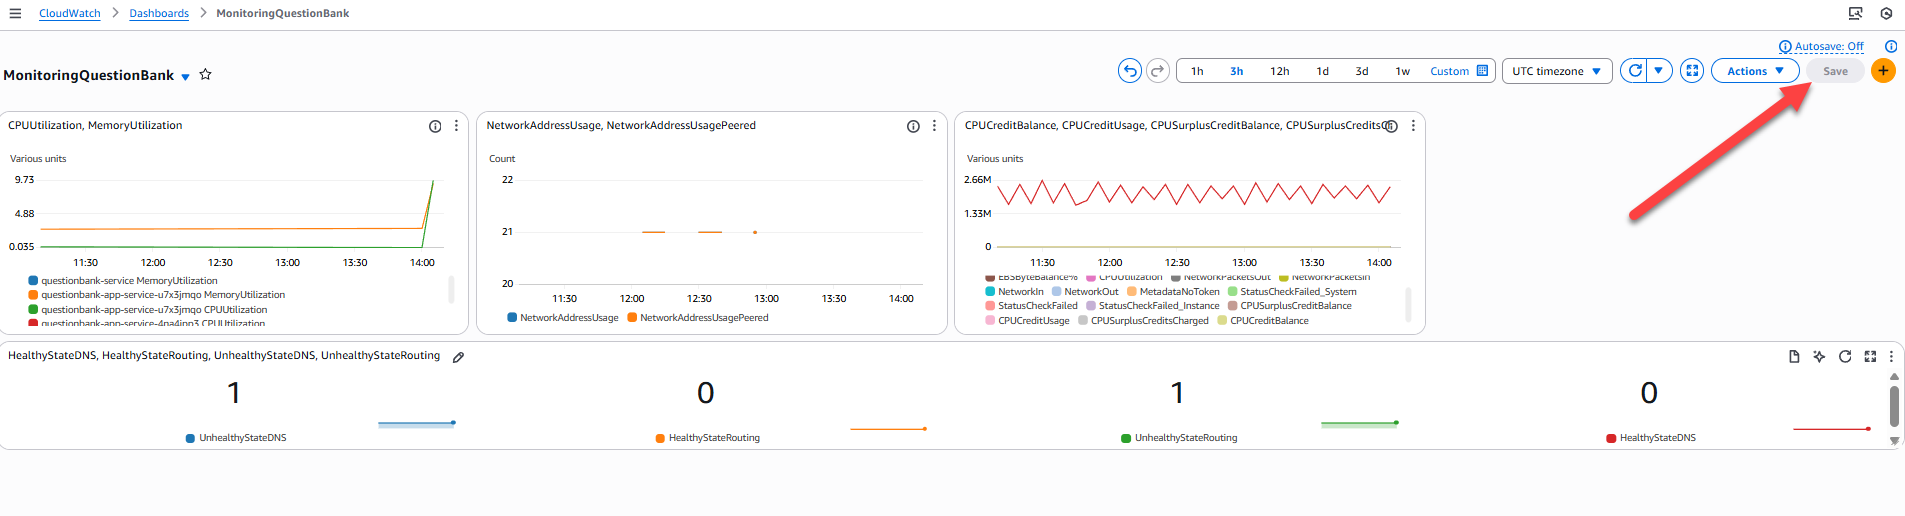 CloudWatch > Dashboards > MonitoringQuestionBank
Autosave: Off
MonitoringQuestionBank
1h 3h 12h 1d 3d 1w Custom
UTC timezone
Actions
Save
CPUUtilization, MemoryUtilization
Various units
9.73
4.88
0.035
11:30 12:00 12:30 13:00 13:30 14:00
questionbank-service MemoryUtilization
questionbank-app-service-u7x3jmqo MemoryUtilization
questionbank-app-service-u7x3jmqo CPUUtilization
CPUUtilization
NetworkAddressUsage, NetworkAddressUsagePeered
Count
22
21
20
11:30 12:00 12:30 13:00 13:30 14:00
NetworkAddressUsage NetworkAddressUsagePeered
CPUCreditBalance, CPUCreditUsage, CPUSurplusCreditBalance,
Various units
2.66M
1.33M
0
11:30 12:00 12:30 13:00 13:30 14:00
EBSByteBalance% CPUUtilization NetworkPacketsOut NetworkPacketsIn
NetworkIn NetworkOut MetadataNoToken StatusCheckFailed_System
StatusCheckFailed StatusCheckFailed_Instance CPUSurplusCreditBalance
CPUCreditUsage CPUSurplusCreditsCharged CPUCreditBalance
HealthyStateDNS, HealthyStateRouting, UnhealthyStateDNS, UnhealthyStateRouting
1
UnhealthyStateDNS
0
HealthyStateRouting
1
UnhealthyStateRouting
0
HealthyStateDNS